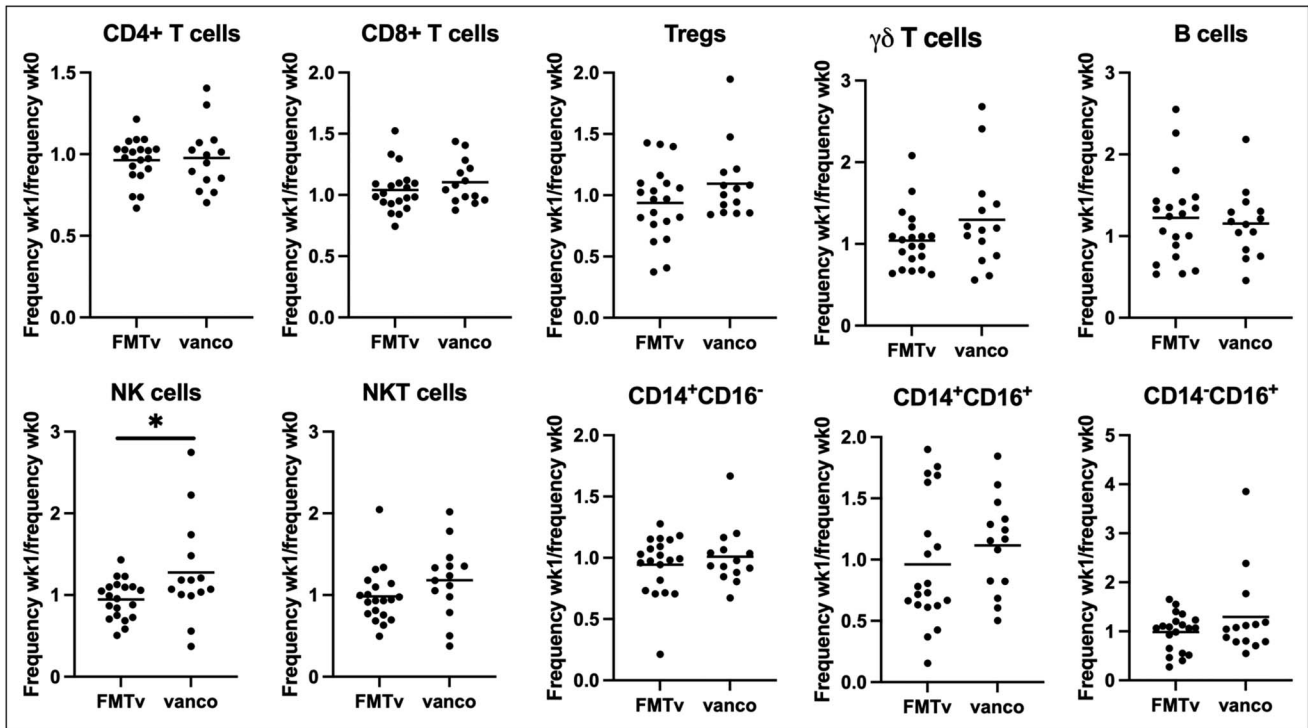 CD4+ T cells
Frequency wk1/frequency wk0
1.5
1.0
0.5
0.0
FMTv vanco
CD8+ T cells
Frequency wk1/frequency wk0
2.0
1.5
1.0
0.5
0.0
FMTv vanco
Tregs
Frequency wk1/frequency wk0
2.0
1.5
1.0
0.5
0.0
FMTv vanco
γδ T cells
Frequency wk1/frequency wk0
3
2
1
0
FMTv vanco
B cells
Frequency wk1/frequency wk0
3
2
1
0
FMTv vanco
NK cells
Frequency wk1/frequency wk0
*
3
2
1
0
FMTv vanco
NKT cells
Frequency wk1/frequency wk0
3
2
1
0
FMTv vanco
CD14⁺CD16⁻
Frequency wk1/frequency wk0
2.0
1.5
1.0
0.5
0.0
FMTv vanco
CD14⁺CD16⁺
Frequency wk1/frequency wk0
2.0
1.5
1.0
0.5
0.0
FMTv vanco
CD14⁻CD16⁺
Frequency wk1/frequency wk0
5
4
3
2
1
0
FMTv vanco